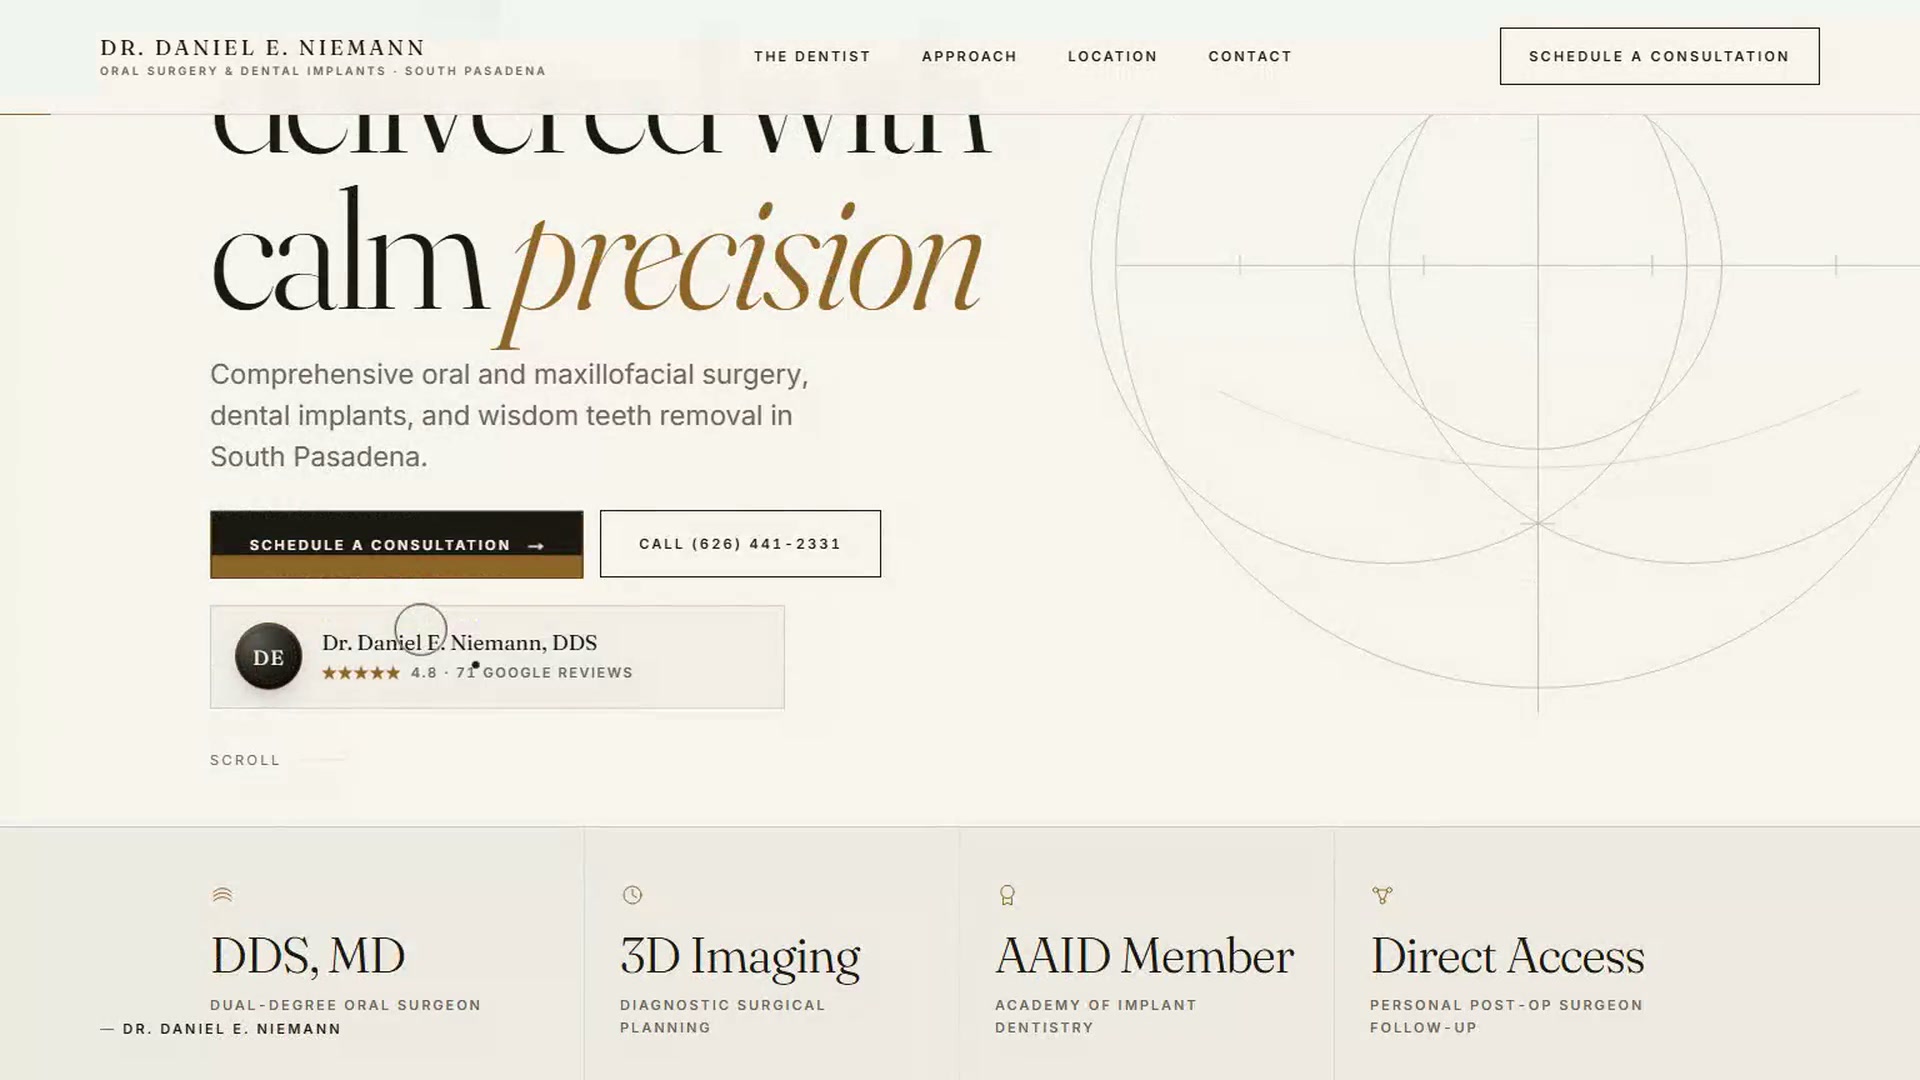 DR. DANIEL E. NIEMANN
ORAL SURGERY & DENTAL IMPLANTS · SOUTH PASADENA
THE DENTIST
APPROACH
LOCATION
CONTACT
SCHEDULE A CONSULTATION
delivered with
calm precision
Comprehensive oral and maxillofacial surgery,
dental implants, and wisdom teeth removal in
South Pasadena.
SCHEDULE A CONSULTATION →
CALL (626) 441-2331
DE
Dr. Daniel E. Niemann, DDS
★★★★★ 4.8 · 71 GOOGLE REVIEWS
SCROLL
DDS, MD
DUAL-DEGREE ORAL SURGEON
3D Imaging
DIAGNOSTIC SURGICAL
PLANNING
AAID Member
ACADEMY OF IMPLANT
DENTISTRY
Direct Access
PERSONAL POST-OP SURGEON
FOLLOW-UP
— DR. DANIEL E. NIEMANN